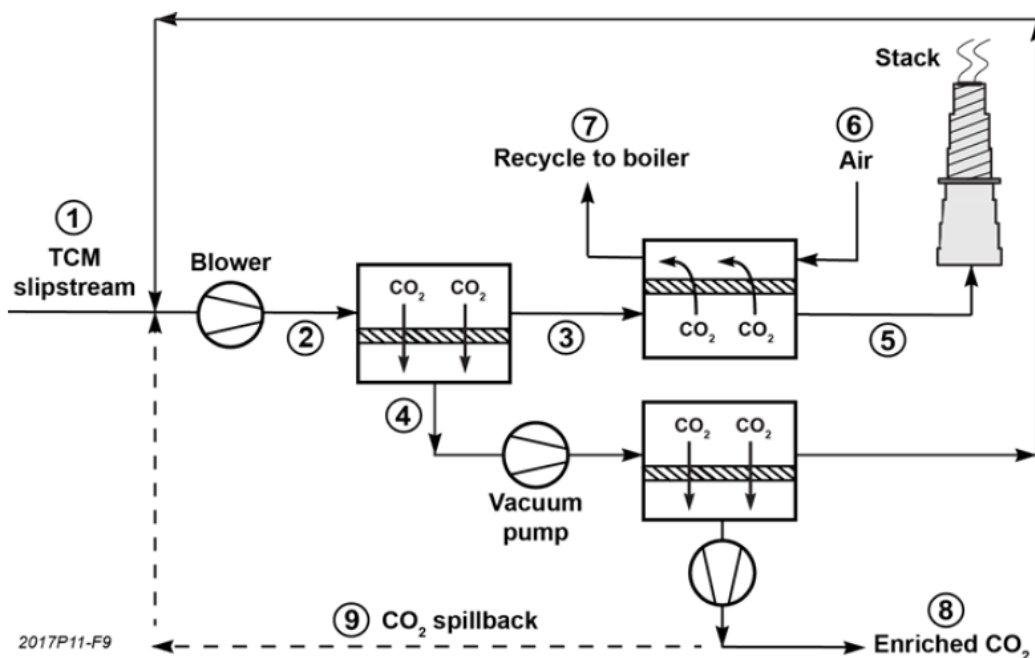 Stack
7
Recycle to boiler
6
Air
1
TCM
slipstream
Blower
CO2 CO2
2
3
CO2 CO2
5
4
CO2 CO2
Vacuum
pump
9 CO2 spillback
8
Enriched CO2
2017P11-F9